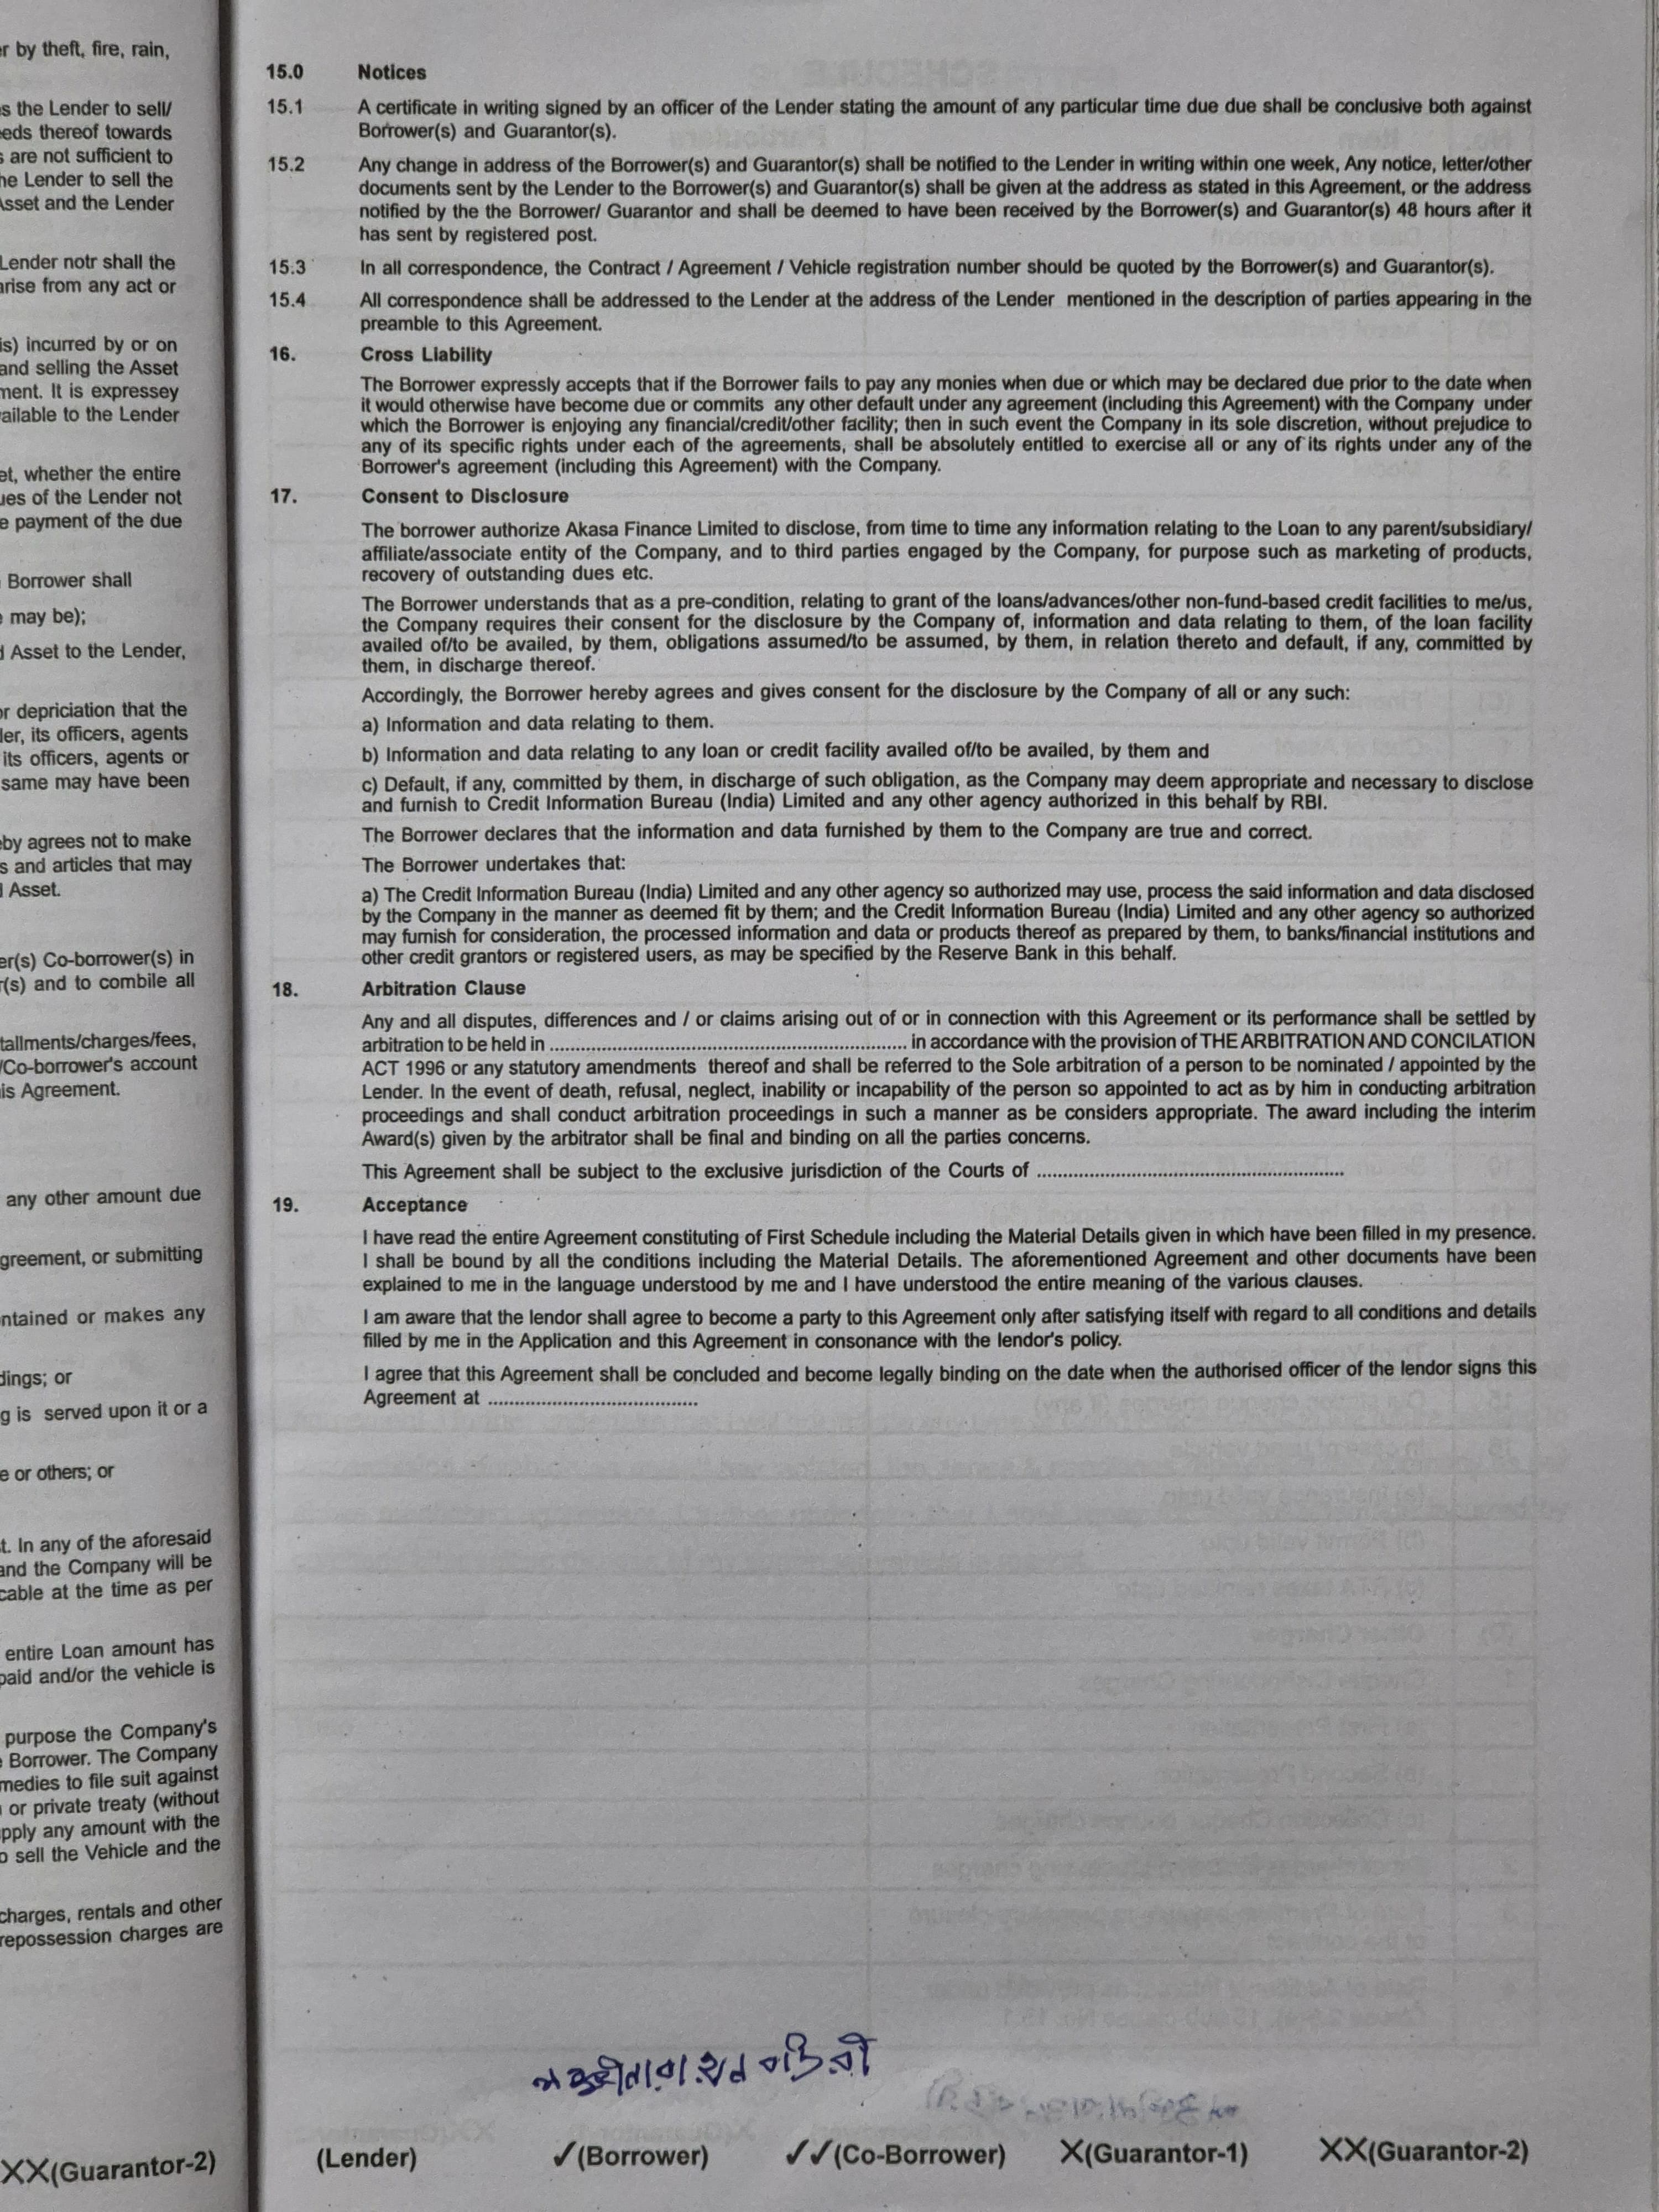 r by theft, fire, rain,
s the Lender to sell/
eds thereof towards
s are not sufficient to
he Lender to sell the
Asset and the Lender
Lender notr shall the
arise from any act or
is) incurred by or on
and selling the Asset
ment. It is expressey
vailable to the Lender
et, whether the entire
ues of the Lender not
e payment of the due
Borrower shall
may be);
d Asset to the Lender,
or depriciation that the
ler, its officers, agents
its officers, agents or
same may have been
eby agrees not to make
s and articles that may
d Asset.
er(s) Co-borrower(s) in
r(s) and to combile all
tallments/charges/fees,
/Co-borrower's account
is Agreement.
any other amount due
greement, or submitting
ntained or makes any
dings; or
g is served upon it or a
e or others; or
t. In any of the aforesaid
and the Company will be
cable at the time as per
entire Loan amount has
paid and/or the vehicle is
purpose the Company's
Borrower. The Company
medies to file suit against
or private treaty (without
pply any amount with the
o sell the Vehicle and the
charges, rentals and other
repossession charges are
XX(Guarantor-2)
15.0 Notices
15.1 A certificate in writing signed by an officer of the Lender stating the amount of any particular time due due shall be conclusive both against
Borrower(s) and Guarantor(s).
15.2 Any change in address of the Borrower(s) and Guarantor(s) shall be notified to the Lender in writing within one week, Any notice, letter/other
documents sent by the Lender to the Borrower(s) and Guarantor(s) shall be given at the address as stated in this Agreement, or the address
notified by the the Borrower/ Guarantor and shall be deemed to have been received by the Borrower(s) and Guarantor(s) 48 hours after it
has sent by registered post.
15.3 In all correspondence, the Contract / Agreement / Vehicle registration number should be quoted by the Borrower(s) and Guarantor(s).
15.4 All correspondence shall be addressed to the Lender at the address of the Lender mentioned in the description of parties appearing in the
preamble to this Agreement.
16. Cross Liability
The Borrower expressly accepts that if the Borrower fails to pay any monies when due or which may be declared due prior to the date when
it would otherwise have become due or commits any other default under any agreement (including this Agreement) with the Company under
which the Borrower is enjoying any financial/credit/other facility; then in such event the Company in its sole discretion, without prejudice to
any of its specific rights under each of the agreements, shall be absolutely entitled to exercise all or any of its rights under any of the
Borrower's agreement (including this Agreement) with the Company.
17. Consent to Disclosure
The borrower authorize Akasa Finance Limited to disclose, from time to time any information relating to the Loan to any parent/subsidiary/
affiliate/associate entity of the Company, and to third parties engaged by the Company, for purpose such as marketing of products,
recovery of outstanding dues etc.
The Borrower understands that as a pre-condition, relating to grant of the loans/advances/other non-fund-based credit facilities to me/us,
the Company requires their consent for the disclosure by the Company of, information and data relating to them, of the loan facility
availed of/to be availed, by them, obligations assumed/to be assumed, by them, in relation thereto and default, if any, committed by
them, in discharge thereof.
Accordingly, the Borrower hereby agrees and gives consent for the disclosure by the Company of all or any such:
a) Information and data relating to them.
b) Information and data relating to any loan or credit facility availed of/to be availed, by them and
c) Default, if any, committed by them, in discharge of such obligation, as the Company may deem appropriate and necessary to disclose
and furnish to Credit Information Bureau (India) Limited and any other agency authorized in this behalf by RBI.
The Borrower declares that the information and data furnished by them to the Company are true and correct.
The Borrower undertakes that:
a) The Credit Information Bureau (India) Limited and any other agency so authorized may use, process the said information and data disclosed
by the Company in the manner as deemed fit by them; and the Credit Information Bureau (India) Limited and any other agency so authorized
may furnish for consideration, the processed information and data or products thereof as prepared by them, to banks/financial institutions and
other credit grantors or registered users, as may be specified by the Reserve Bank in this behalf.
18. Arbitration Clause
Any and all disputes, differences and / or claims arising out of or in connection with this Agreement or its performance shall be settled by
arbitration to be held in ............................................................ in accordance with the provision of THE ARBITRATION AND CONCILATION
ACT 1996 or any statutory amendments thereof and shall be referred to the Sole arbitration of a person to be nominated / appointed by the
Lender. In the event of death, refusal, neglect, inability or incapability of the person so appointed to act as by him in conducting arbitration
proceedings and shall conduct arbitration proceedings in such a manner as be considers appropriate. The award including the interim
Award(s) given by the arbitrator shall be final and binding on all the parties concerns.
This Agreement shall be subject to the exclusive jurisdiction of the Courts of ............................................................
19. Acceptance
I have read the entire Agreement constituting of First Schedule including the Material Details given in which have been filled in my presence.
I shall be bound by all the conditions including the Material Details. The aforementioned Agreement and other documents have been
explained to me in the language understood by me and I have understood the entire meaning of the various clauses.
I am aware that the lendor shall agree to become a party to this Agreement only after satisfying itself with regard to all conditions and details
filled by me in the Application and this Agreement in consonance with the lendor's policy.
I agree that this Agreement shall be concluded and become legally binding on the date when the authorised officer of the lendor signs this
Agreement at ........................................
(Lender) ✓(Borrower) ✓✓(Co-Borrower) X(Guarantor-1) XX(Guarantor-2)